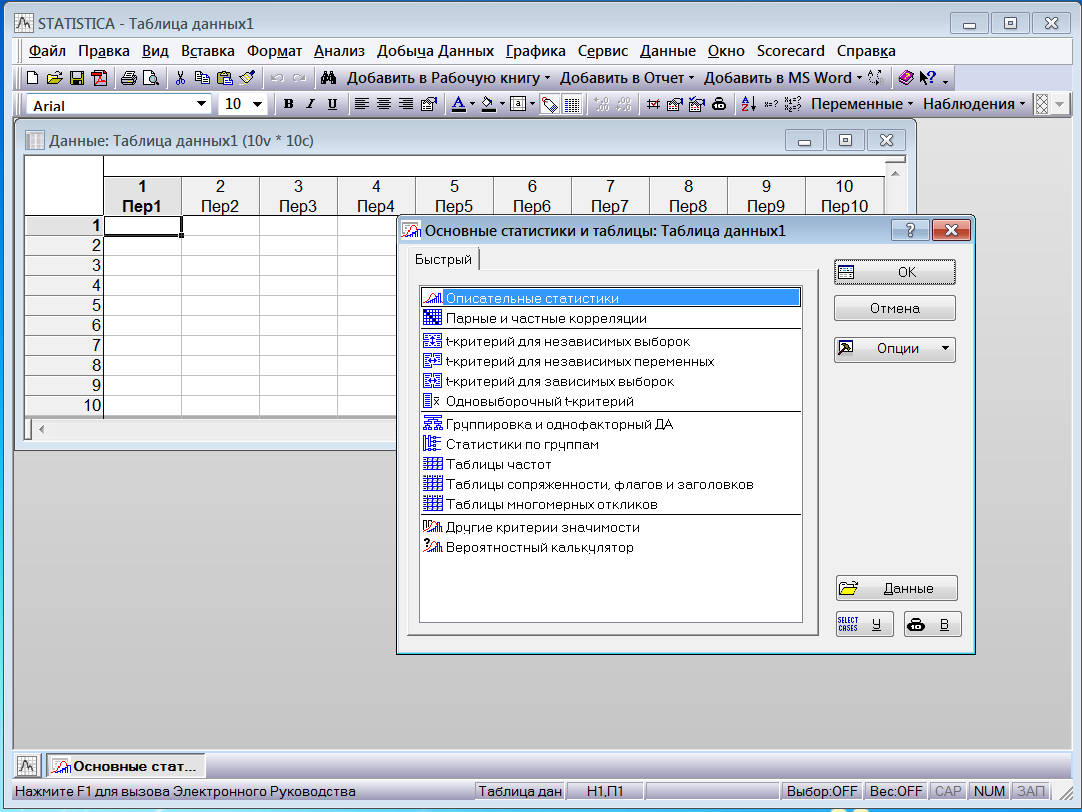 STATISTICA - Таблица данных1
Файл Правка Вид Вставка Формат Анализ Добыча Данных Графика Сервис Данные Окно Scorecard Справка
Добавить в Рабочую книгу Добавить в Отчет Добавить в MS Word
Arial 10 B I U A Переменные Наблюдения
Данные: Таблица данных1 (10v * 10c)
1 2 3 4 5 6 7 8 9 10
Пер1 Пер2 Пер3 Пер4 Пер5 Пер6 Пер7 Пер8 Пер9 Пер10
1
2
3
4
5
6
7
8
9
10
Основные статистики и таблицы: Таблица данных1
Быстрый
Описательные статистики
Парные и частные корреляции
t-критерий для независимых выборок
t-критерий для независимых переменных
t-критерий для зависимых выборок
Одновыборочный t-критерий
Группировка и однофакторный ДА
Статистики по группам
Таблицы частот
Таблицы сопряженности, флагов и заголовков
Таблицы многомерных откликов
Другие критерии значимости
Вероятностный калькулятор
OK
Отмена
Опции
Данные
SELECT CASES У В
Основные стат...
Нажмите F1 для вызова Электронного Руководства Таблица дан Н1,П1 Выбор:OFF Вес:OFF CAP NUM ЗАП